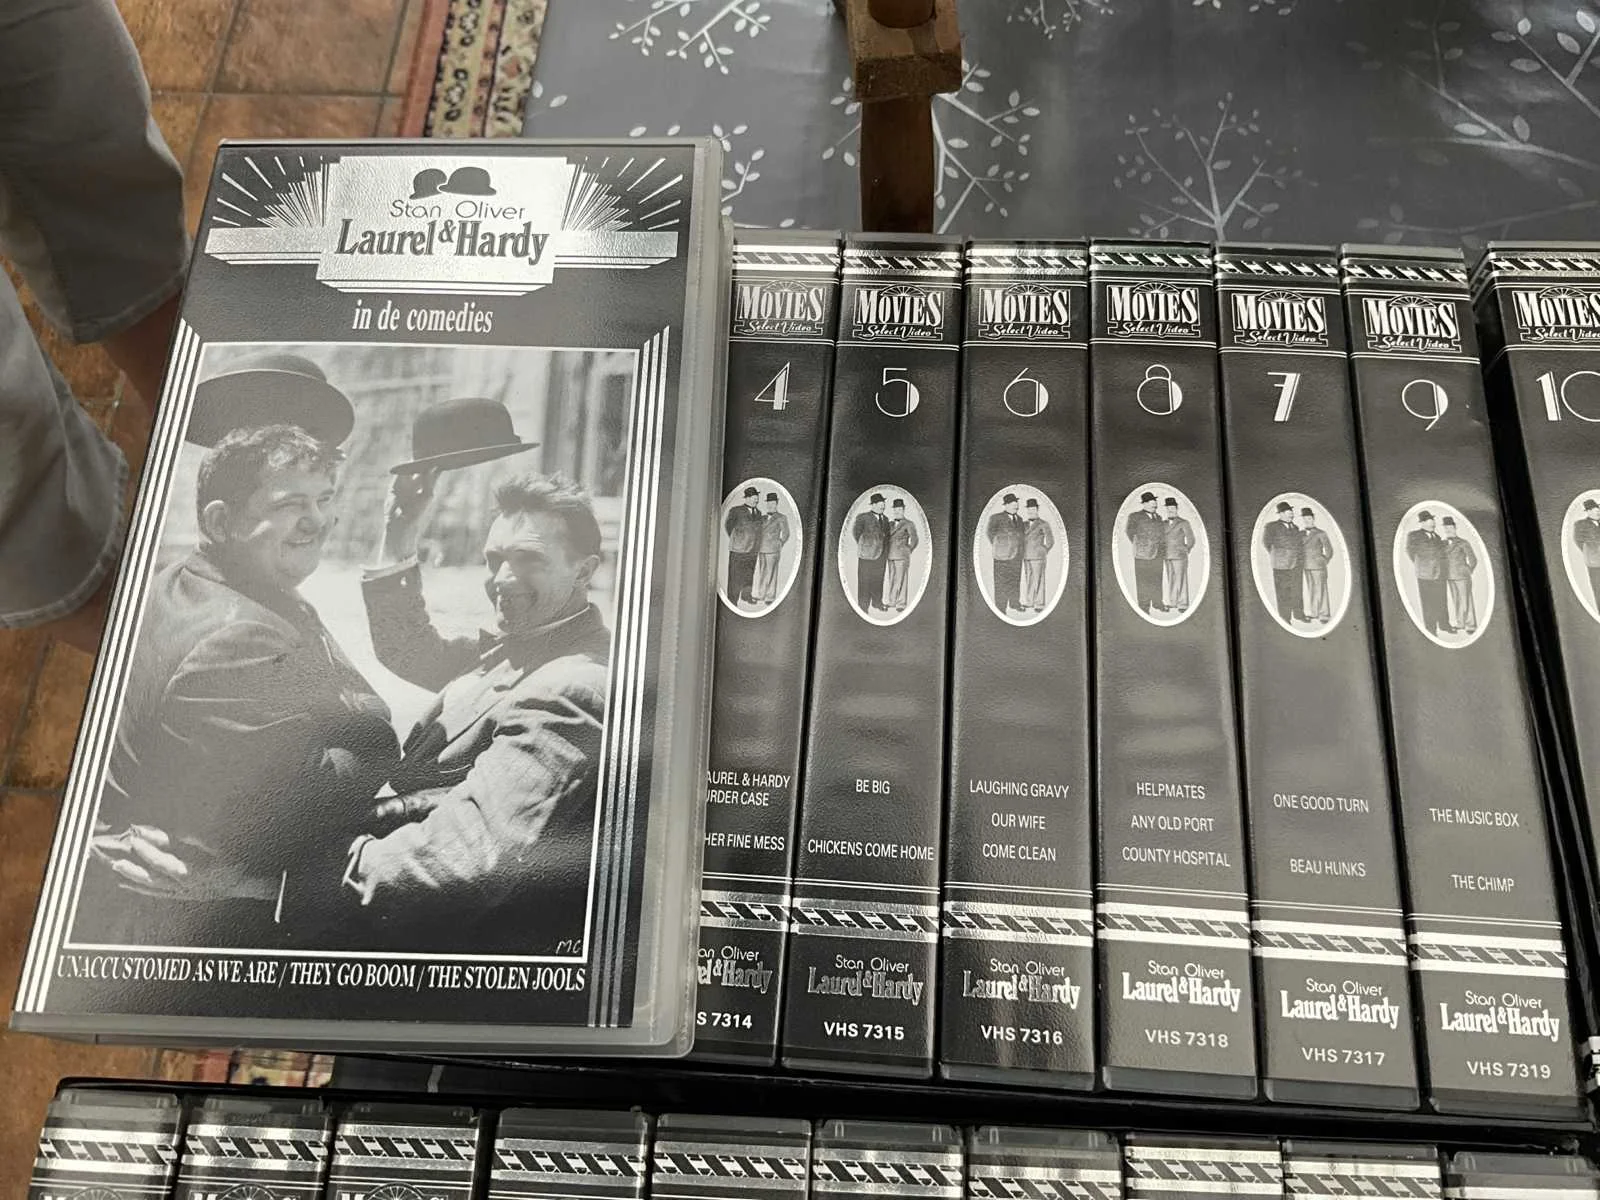 Stan Oliver
Laurel & Hardy
in de comedies
MC
UNACCUSTOMED AS WE ARE / THEY GO BOOM / THE STOLEN JOOLS
MOVIES
Select Video
4
LAUREL & HARDY
MURDER CASE
FINE MESS
Stan Oliver
Laurel & Hardy
7314
MOVIES
Select Video
5
BE BIG
CHICKENS COME HOME
Stan Oliver
Laurel & Hardy
VHS 7315
MOVIES
Select Video
6
LAUGHING GRAVY
OUR WIFE
COME CLEAN
Stan Oliver
Laurel & Hardy
VHS 7316
MOVIES
Select Video
8
HELPMATES
ANY OLD PORT
COUNTY HOSPITAL
Stan Oliver
Laurel & Hardy
VHS 7318
MOVIES
Select Video
7
ONE GOOD TURN
BEAU HUNKS
Stan Oliver
Laurel & Hardy
VHS 7317
MOVIES
Select Video
9
THE MUSIC BOX
THE CHIMP
Stan Oliver
Laurel & Hardy
VHS 7319
MOVIES
Select Video
10